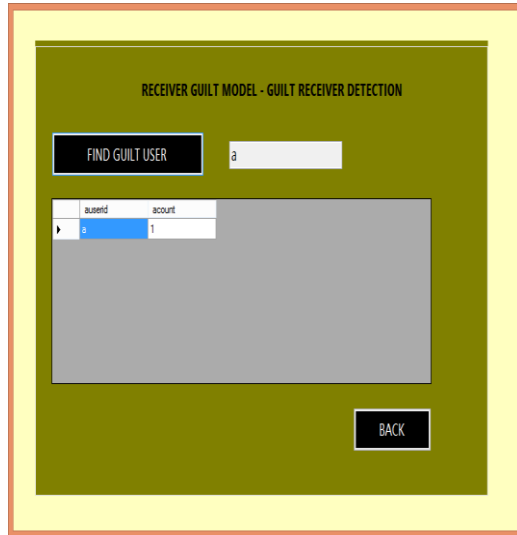 RECEIVER GUILT MODEL - GUILT RECEIVER DETECTION
FIND GUILT USER a
auserid acount
a 1
BACK